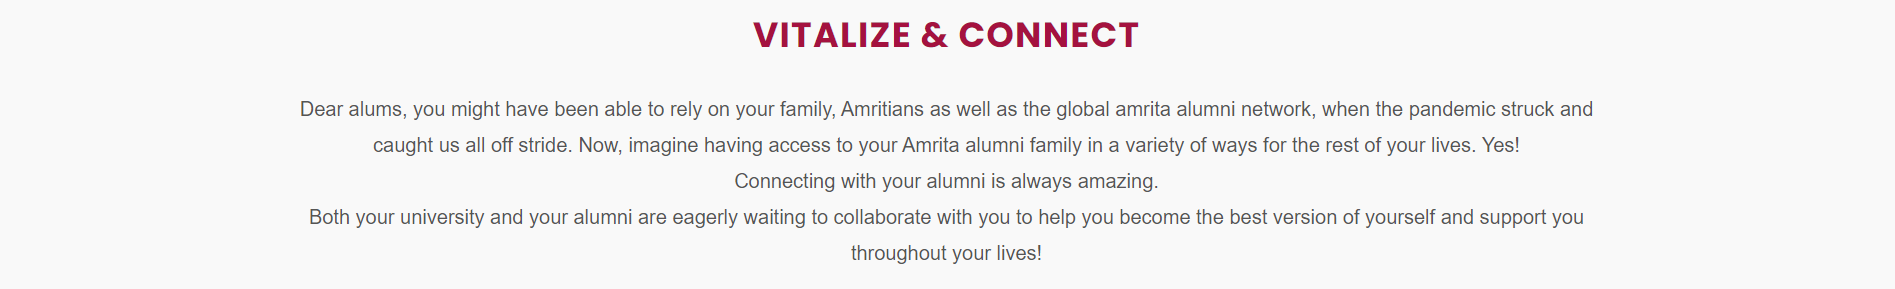 VITALIZE & CONNECT
Dear alums, you might have been able to rely on your family, Amritians as well as the global amrita alumni network, when the pandemic struck and
caught us all off stride. Now, imagine having access to your Amrita alumni family in a variety of ways for the rest of your lives. Yes!
Connecting with your alumni is always amazing.
Both your university and your alumni are eagerly waiting to collaborate with you to help you become the best version of yourself and support you
throughout your lives!